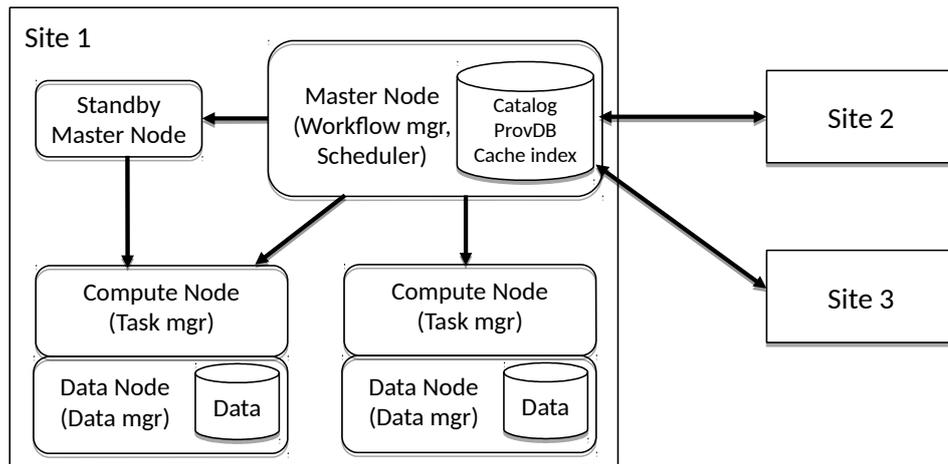 Site 1
Standby
Master Node
Master Node
(Workflow mgr,
Scheduler)
Catalog
ProvDB
Cache index
Site 2
Site 3
Compute Node
(Task mgr)
Compute Node
(Task mgr)
Data Node
(Data mgr)
Data
Data Node
(Data mgr)
Data